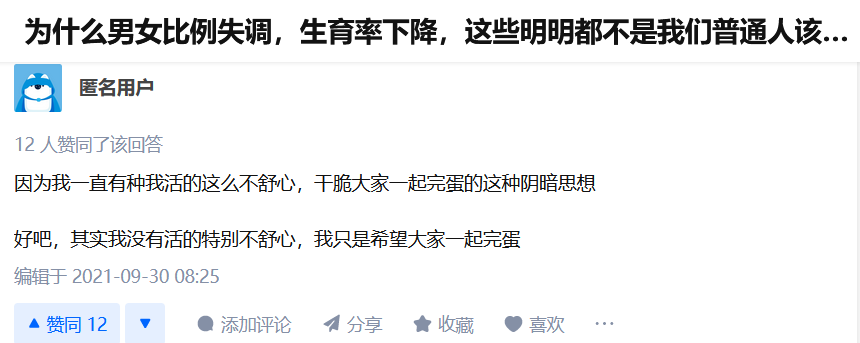 为什么男女比例失调，生育率下降，这些明明都不是我们普通人该...
匿名用户
12 人赞同了该回答
因为我一直有种我活的这么不舒心，干脆大家一起完蛋的这种阴暗思想
好吧，其实我没有活的特别不舒心，我只是希望大家一起完蛋
编辑于 2021-09-30 08:25
赞同 12 添加评论 分享 收藏 喜欢 ...